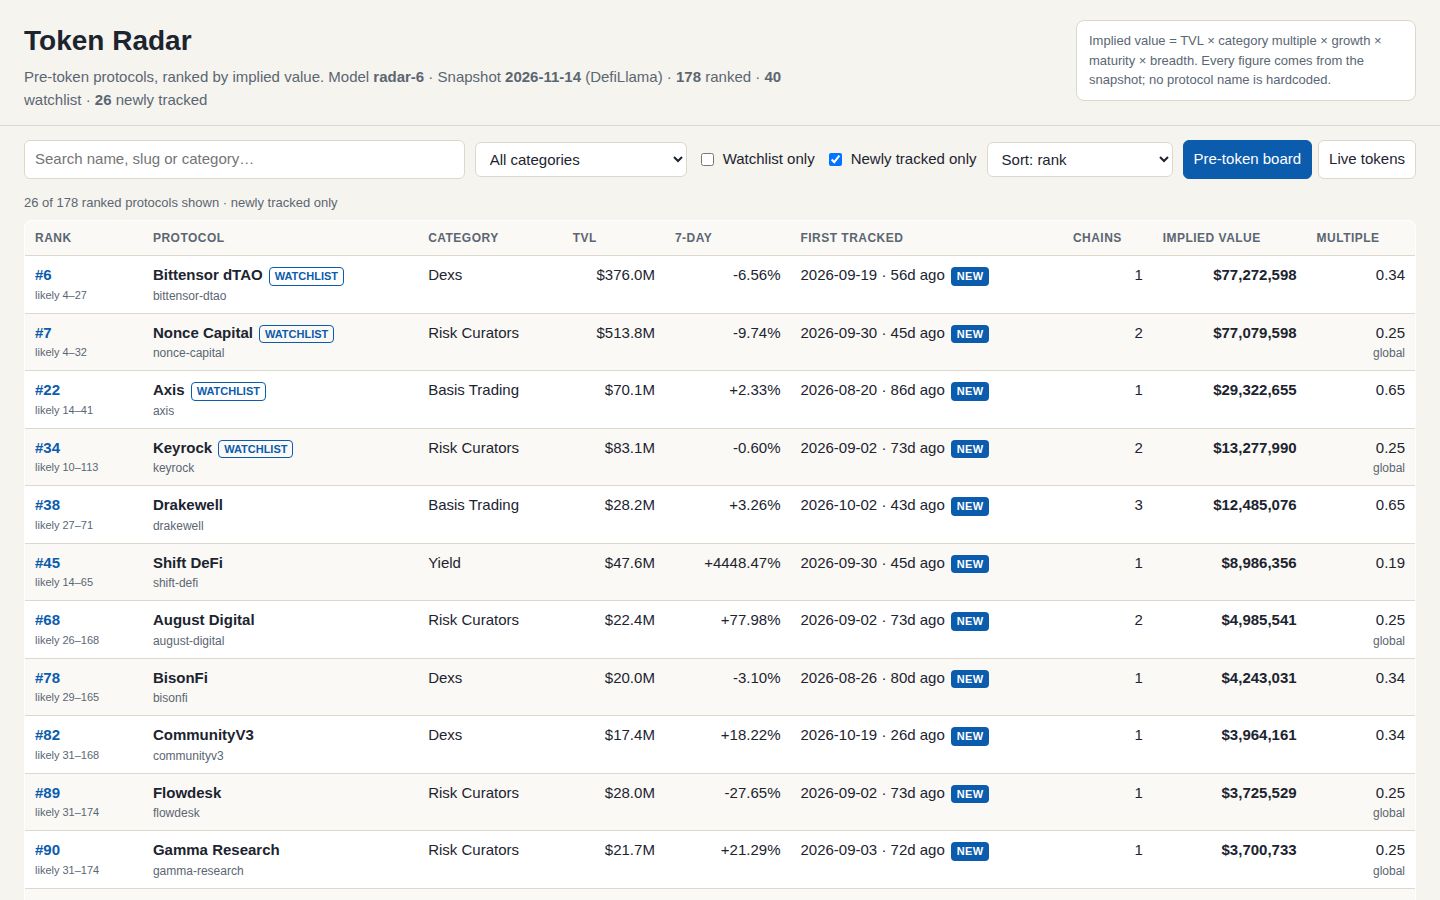 Token Radar
Pre-token protocols, ranked by implied value. Model radar-6 · Snapshot 2026-11-14 (DefiLlama) · 178 ranked · 40
watchlist · 26 newly tracked
Implied value = TVL × category multiple × growth ×
maturity × breadth. Every figure comes from the
snapshot; no protocol name is hardcoded.
Search name, slug or category… All categories Watchlist only Newly tracked only Sort: rank Pre-token board Live tokens
26 of 178 ranked protocols shown · newly tracked only
RANK PROTOCOL CATEGORY TVL 7-DAY FIRST TRACKED CHAINS IMPLIED VALUE MULTIPLE
#6 Bittensor dTAO WATCHLIST Dexs $376.0M -6.56% 2026-09-19 · 56d ago NEW 1 $77,272,598 0.34
likely 4–27 bittensor-dtao
#7 Nonce Capital WATCHLIST Risk Curators $513.8M -9.74% 2026-09-30 · 45d ago NEW 2 $77,079,598 0.25
likely 4–32 nonce-capital global
#22 Axis WATCHLIST Basis Trading $70.1M +2.33% 2026-08-20 · 86d ago NEW 1 $29,322,655 0.65
likely 14–41 axis
#34 Keyrock WATCHLIST Risk Curators $83.1M -0.60% 2026-09-02 · 73d ago NEW 2 $13,277,990 0.25
likely 10–113 keyrock global
#38 Drakewell Basis Trading $28.2M +3.26% 2026-10-02 · 43d ago NEW 3 $12,485,076 0.65
likely 27–71 drakewell
#45 Shift DeFi Yield $47.6M +4448.47% 2026-09-30 · 45d ago NEW 1 $8,986,356 0.19
likely 14–65 shift-defi
#68 August Digital Risk Curators $22.4M +77.98% 2026-09-02 · 73d ago NEW 2 $4,985,541 0.25
likely 26–168 august-digital global
#78 BisonFi Dexs $20.0M -3.10% 2026-08-26 · 80d ago NEW 1 $4,243,031 0.34
likely 29–165 bisonfi
#82 CommunityV3 Dexs $17.4M +18.22% 2026-10-19 · 26d ago NEW 1 $3,964,161 0.34
likely 31–168 communityv3
#89 Flowdesk Risk Curators $28.0M -27.65% 2026-09-02 · 73d ago NEW 1 $3,725,529 0.25
likely 31–174 flowdesk global
#90 Gamma Research Risk Curators $21.7M +21.29% 2026-09-03 · 72d ago NEW 1 $3,700,733 0.25
likely 31–174 gamma-research global